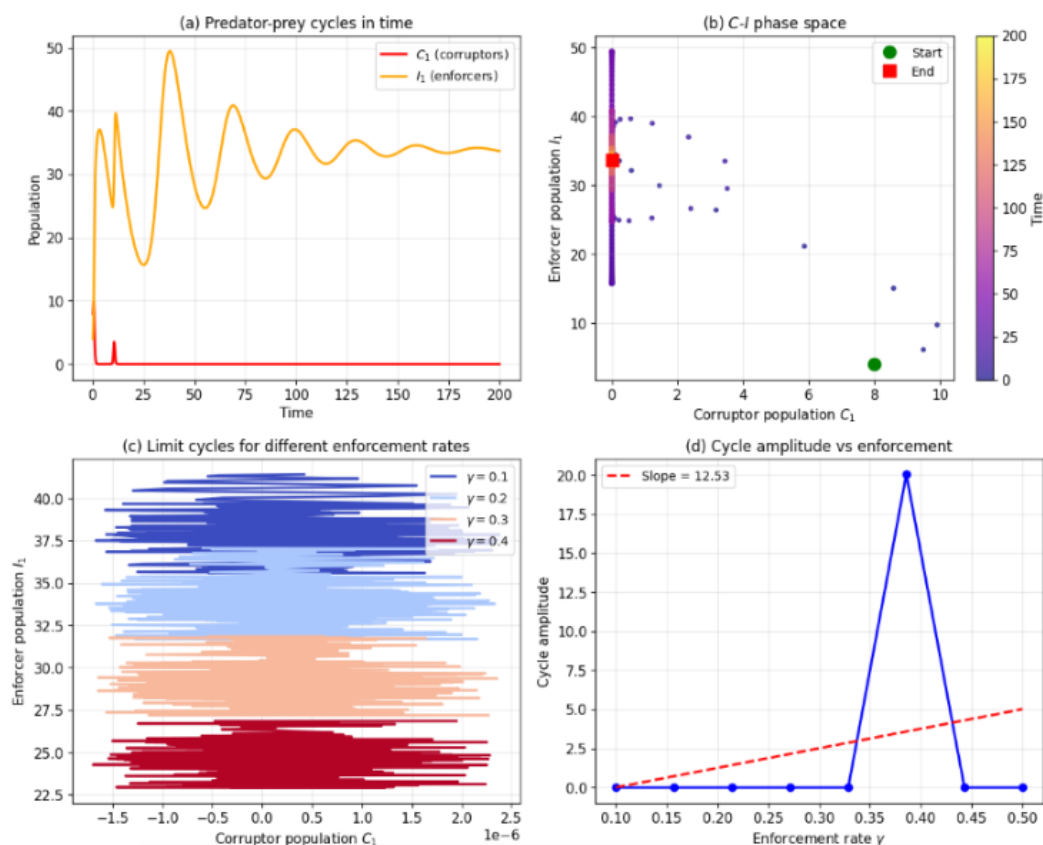 (a) Predator-prey cycles in time
C₁ (corruptors)
I₁ (enforcers)
50
40
30
20
10
0
Population
0 25 50 75 100 125 150 175 200
Time
(b) C-I phase space
Start
End
50
40
30
20
10
Enforcer population I₁
0 2 4 6 8 10
Corruptor population C₁
200
175
150
125
100
75
50
25
0
Time
(c) Limit cycles for different enforcement rates
γ = 0.1
γ = 0.2
γ = 0.3
γ = 0.4
40.0
37.5
35.0
32.5
30.0
27.5
25.0
22.5
Enforcer population I₁
−1.5 −1.0 −0.5 0.0 0.5 1.0 1.5 2.0 2.5
1e-6
Corruptor population C₁
(d) Cycle amplitude vs enforcement
Slope = 12.53
20.0
17.5
15.0
12.5
10.0
7.5
5.0
2.5
0.0
Cycle amplitude
0.10 0.15 0.20 0.25 0.30 0.35 0.40 0.45 0.50
Enforcement rate γ